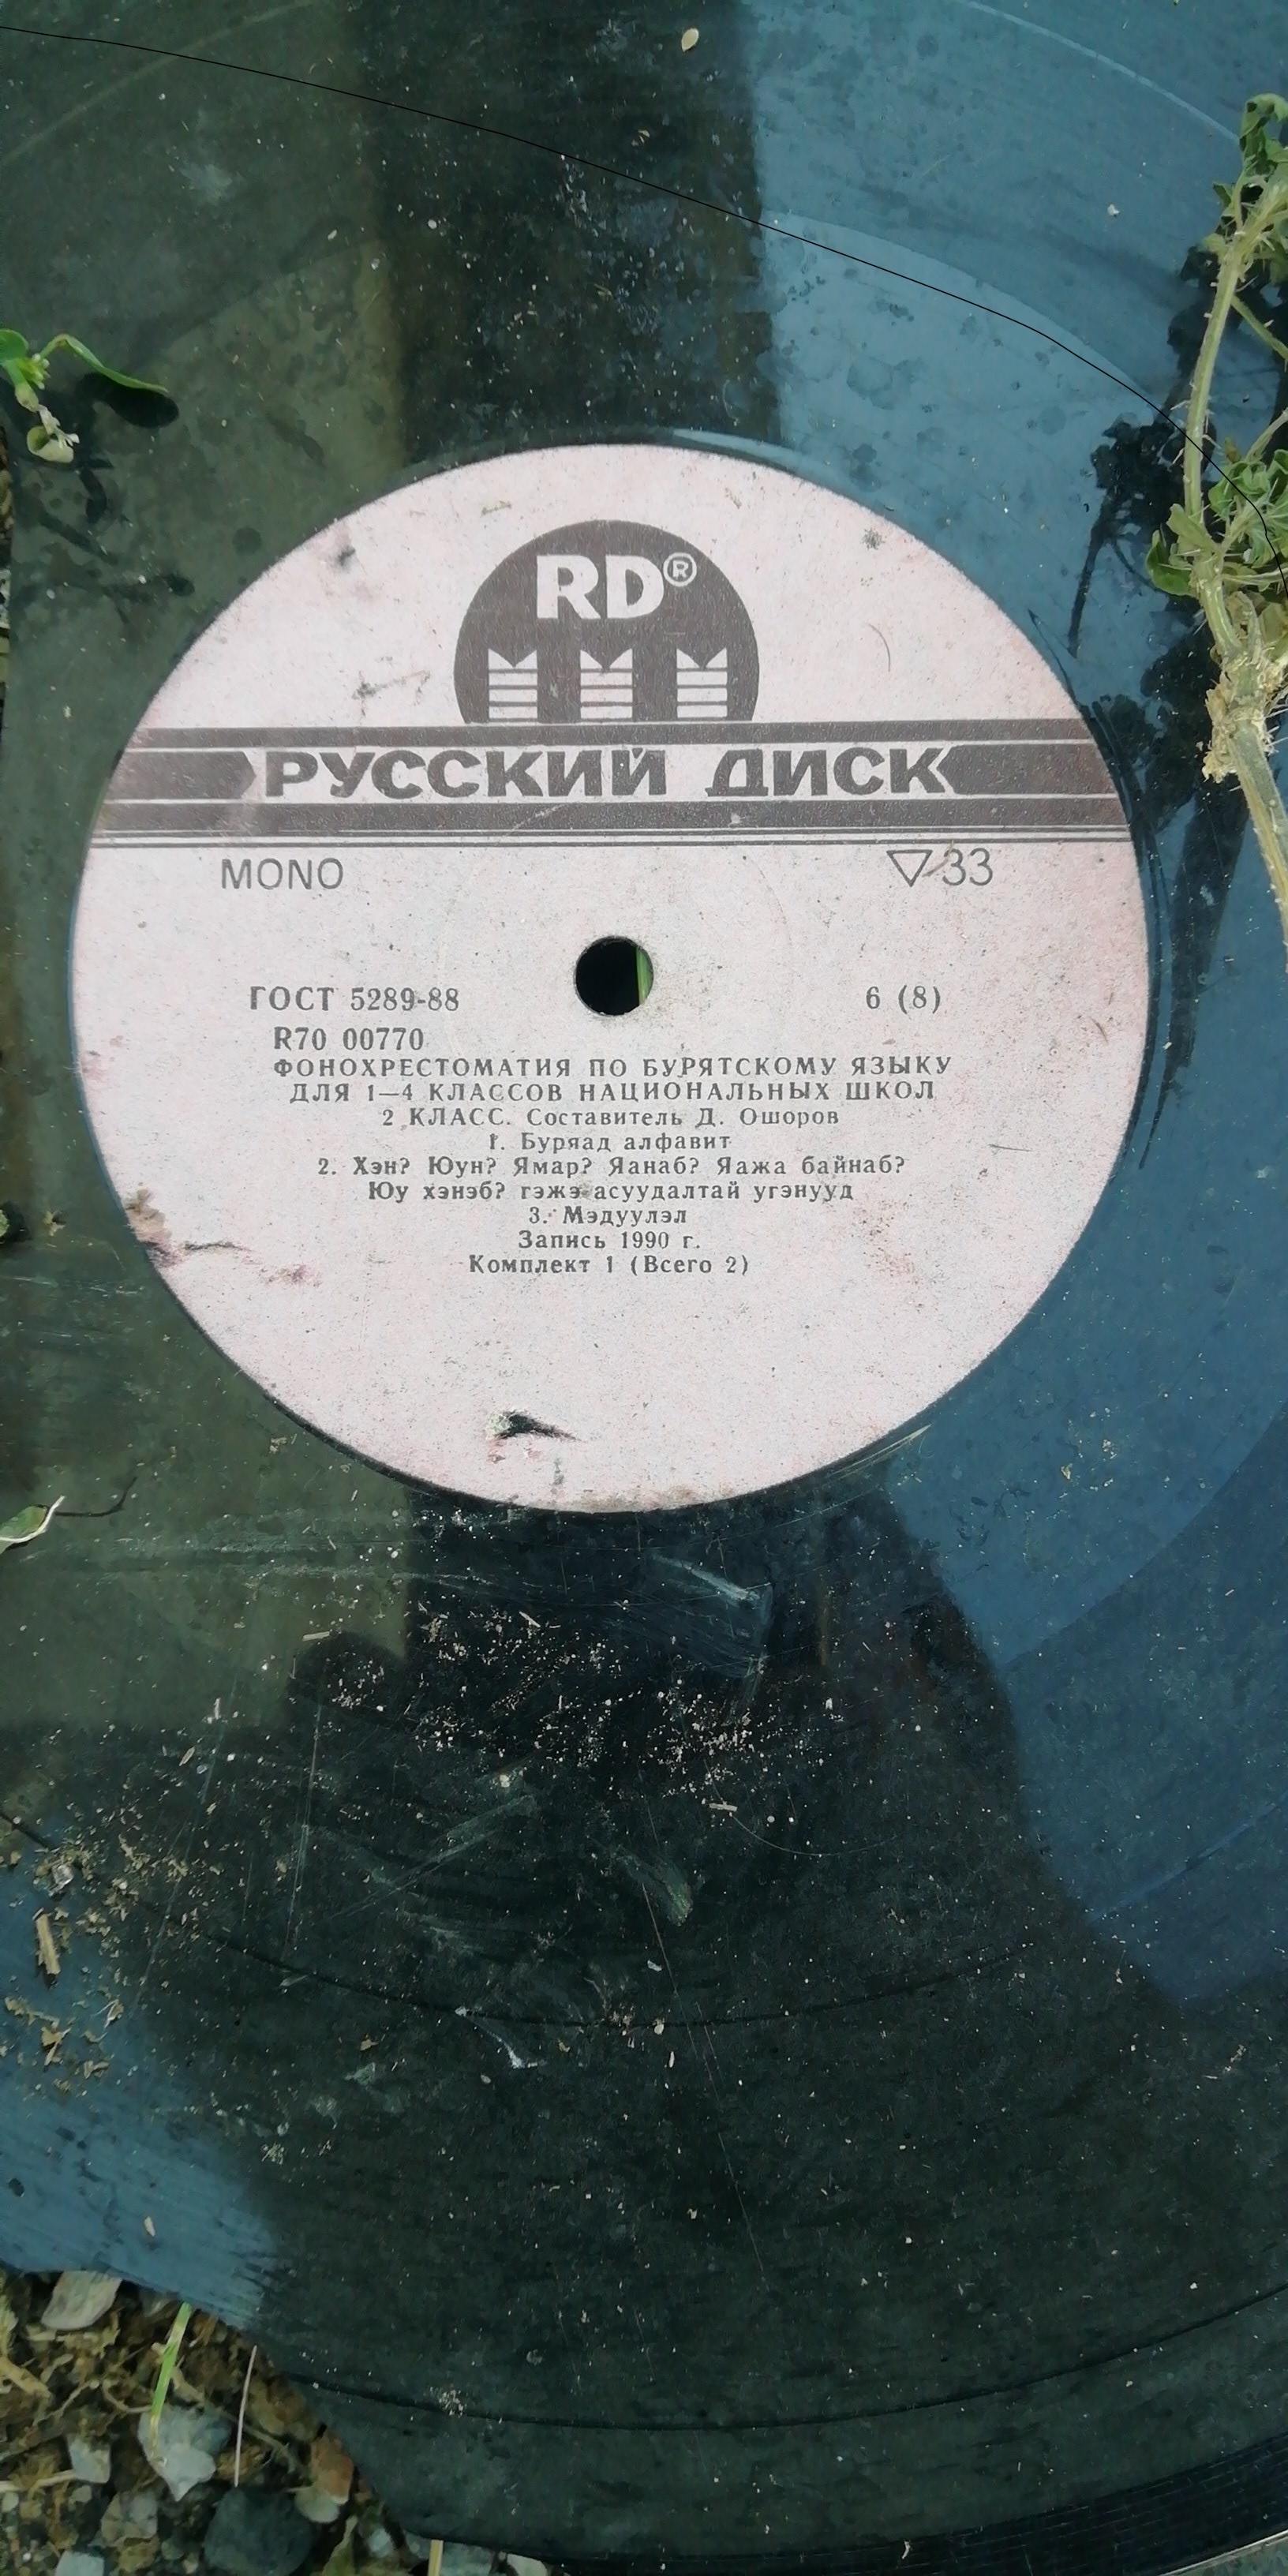 RD®
РУССКИЙ ДИСК
MONO ▽33
ГОСТ 5289-88 6 (8)
R70 00770
ФОНОХРЕСТОМАТИЯ ПО БУРЯТСКОМУ ЯЗЫКУ
ДЛЯ 1—4 КЛАССОВ НАЦИОНАЛЬНЫХ ШКОЛ
2 КЛАСС. Составитель Д. Ошоров
1. Буряад алфавит
2. Хэн? Юун? Ямар? Яанаб? Яажа байнаб?
Юу хэнэб? гэжэ асуудалтай угэнууд
3. Мэдуулэл
Запись 1990 г.
Комплект 1 (Всего 2)